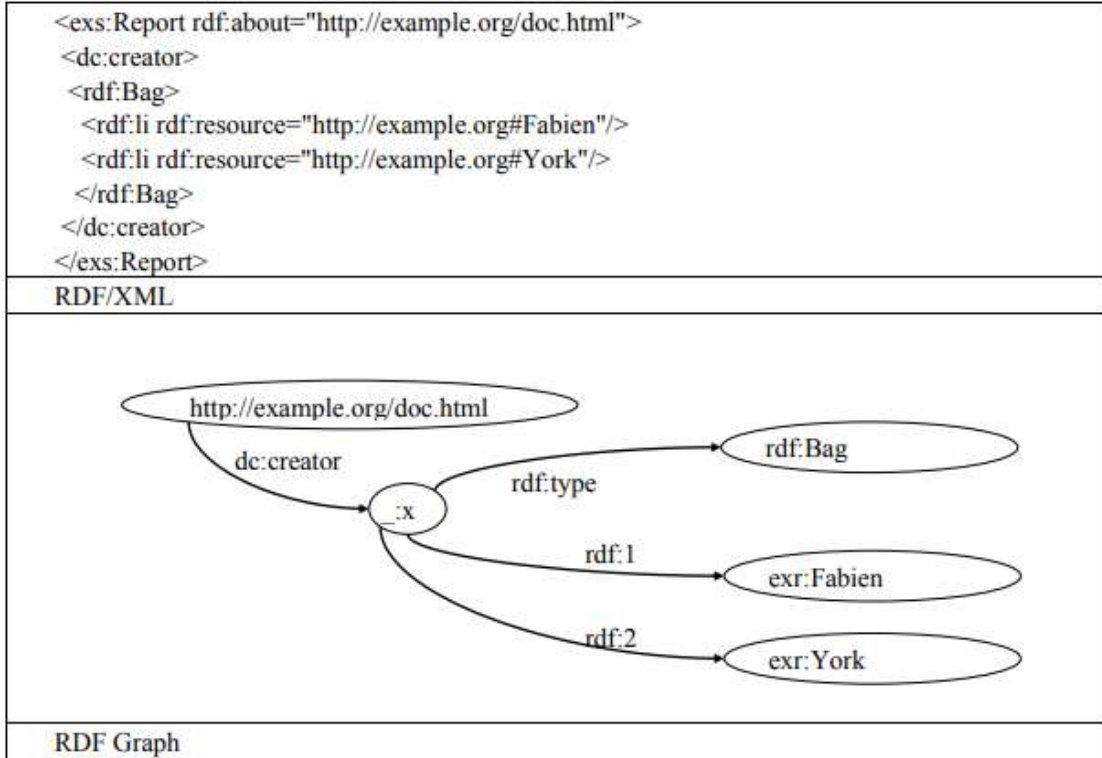 <exs:Report rdf:about="http://example.org/doc.html">
<dc:creator>
<rdf:Bag>
<rdf:li rdf:resource="http://example.org#Fabien"/>
<rdf:li rdf:resource="http://example.org#York"/>
</rdf:Bag>
</dc:creator>
</exs:Report>
RDF/XML
http://example.org/doc.html
dc:creator
rdf:Bag
rdf:type
_:x
rdf:1
exr:Fabien
rdf:2
exr:York
RDF Graph